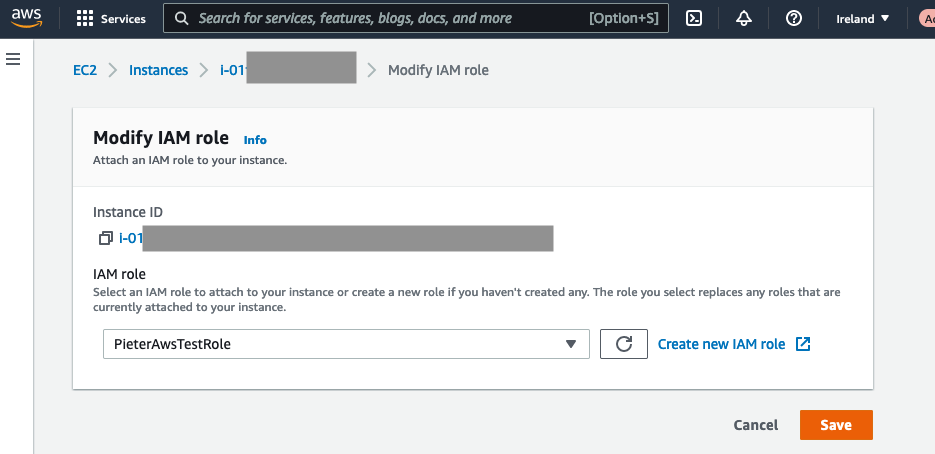 aws Services Search for services, features, blogs, docs, and more [Option+S] Ireland
EC2 Instances Modify IAM role
Modify IAM role Info
Attach an IAM role to your instance.
Instance ID
i-01
IAM role
Select an IAM role to attach to your instance or create a new role if you haven't created any. The role you select replaces any roles that are
currently attached to your instance.
PieterAwsTestRole Create new IAM role
Cancel Save